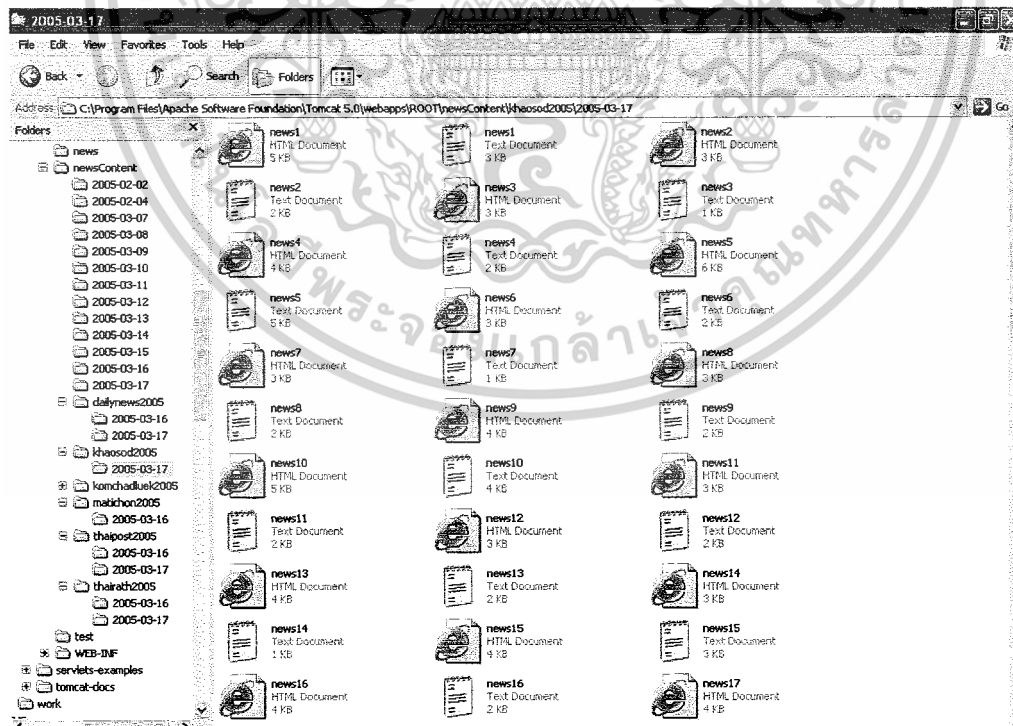 2005-03-17
File Edit View Favorites Tools Help
Back Search Folders
Address C:\Program Files\Apache Software Foundation\Tomcat 5.0\webapps\ROOT\newsContent\khaosod2005\2005-03-17 Go
Folders
news
newsContent
2005-02-02
2005-02-04
2005-03-07
2005-03-08
2005-03-09
2005-03-10
2005-03-11
2005-03-12
2005-03-13
2005-03-14
2005-03-15
2005-03-16
2005-03-17
dailynews2005
2005-03-16
2005-03-17
khaosod2005
2005-03-17
komchadluek2005
matichon2005
2005-03-16
thaipost2005
2005-03-16
2005-03-17
thairath2005
2005-03-16
2005-03-17
test
WEB-INF
servlets-examples
tomcat-docs
work
news1
HTML Document
5 KB
news1
Text Document
3 KB
news2
HTML Document
3 KB
news2
Text Document
2 KB
news3
HTML Document
3 KB
news3
Text Document
1 KB
news4
HTML Document
4 KB
news4
Text Document
2 KB
news5
HTML Document
6 KB
news5
Text Document
5 KB
news6
HTML Document
3 KB
news6
Text Document
2 KB
news7
HTML Document
3 KB
news7
Text Document
1 KB
news8
HTML Document
3 KB
news8
Text Document
2 KB
news9
HTML Document
4 KB
news9
Text Document
2 KB
news10
HTML Document
5 KB
news10
Text Document
4 KB
news11
HTML Document
3 KB
news11
Text Document
2 KB
news12
HTML Document
3 KB
news12
Text Document
2 KB
news13
HTML Document
4 KB
news13
Text Document
2 KB
news14
HTML Document
3 KB
news14
Text Document
1 KB
news15
HTML Document
4 KB
news15
Text Document
3 KB
news16
HTML Document
4 KB
news16
Text Document
2 KB
news17
HTML Document
4 KB